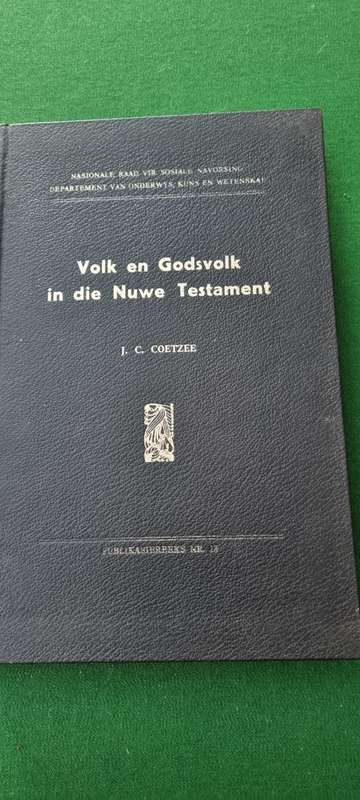 NASIONALE RAAD VIR SOSIALE NAVORSING
DEPARTEMENT VAN ONDERWYS, KUNS EN WETENSKAP
Volk en Godsvolk
in die Nuwe Testament
J. C. COETZEE
PUBLIKASIEREEKS NR.